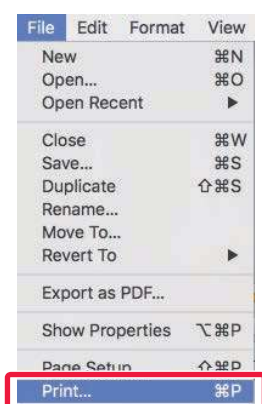 File Edit Format View
New ⌘N
Open... ⌘O
Open Recent ▶
Close ⌘W
Save... ⌘S
Duplicate ⇧⌘S
Rename...
Move To...
Revert To ▶
Export as PDF...
Show Properties ⌥⌘P
Page Setup ⇧⌘P
Print... ⌘P